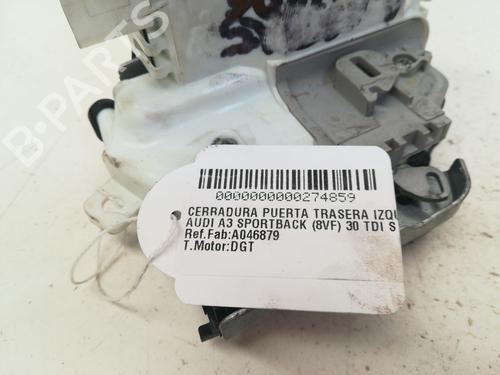 B-PARTS
0000000000274859
CERRADURA PUERTA TRASERA IZQU
AUDI A3 SPORTBACK (8VF) 30 TDI S
Ref.Fab:A046879
T.Motor:DGT